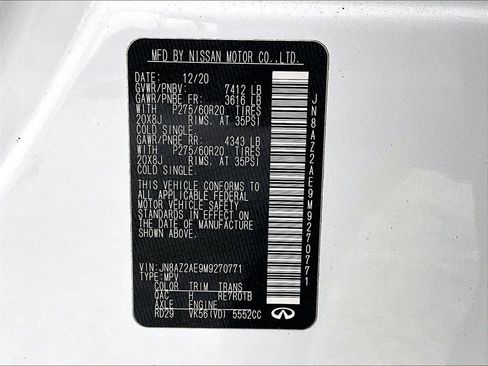 MFD BY NISSAN MOTOR CO.,LTD.
DATE: 12/20
GVWR/PNBV: 7412 LB
GAWR/PNBE FR: 3616 LB
WITH P275/60R20 TIRES
20X8J RIMS, AT 35PSI
COLD SINGLE.
GAWR/PNBE RR: 4343 LB
WITH P275/60R20 TIRES
20X8J RIMS, AT 35PSI
COLD SINGLE.
THIS VEHICLE CONFORMS TO
ALL APPLICABLE FEDERAL
MOTOR VEHICLE SAFETY
STANDARDS IN EFFECT ON
THE DATE OF MANUFACTURE
SHOWN ABOVE.
VIN: JN8AZ2AE9M9270771
TYPE: MPV
COLOR TRIM TRANS
QAC H RE7R01B
AXLE ENGINE
RD29 VK56(VD) 5552CC
INFINITI
JN8AZ2AE9M9270771